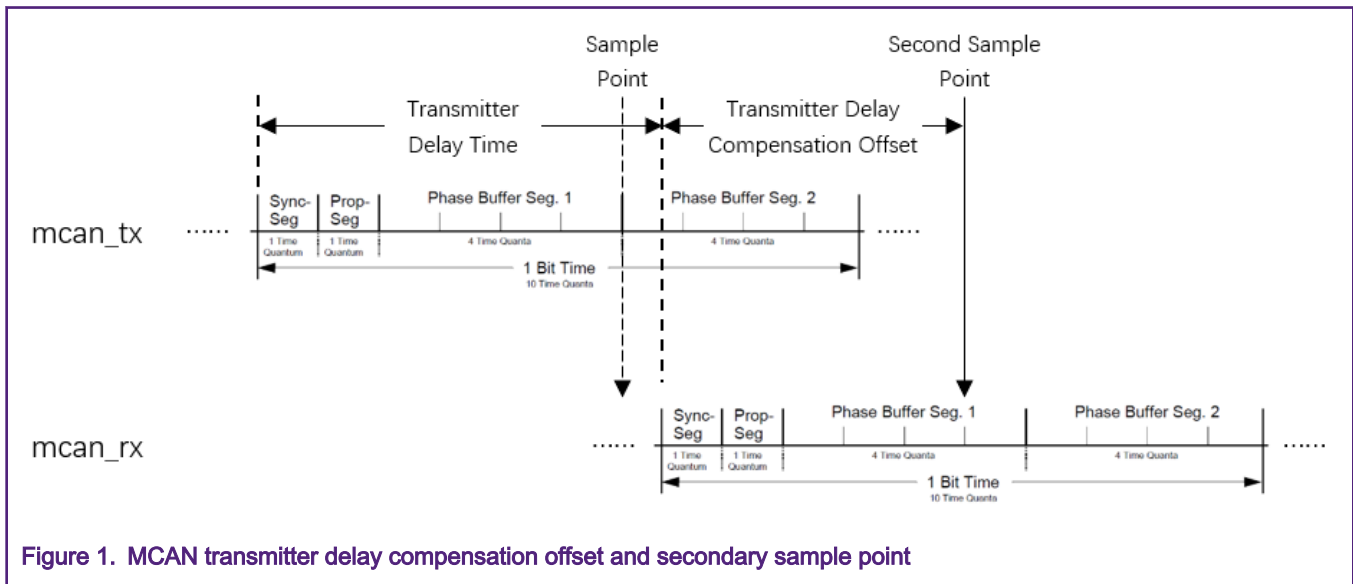 Sample
Point
Second Sample
Point
Transmitter
Delay Time
Transmitter Delay
Compensation Offset
mcan_tx
......
Sync-
Seg
Prop-
Seg
Phase Buffer Seg. 1
Phase Buffer Seg. 2
1 Time
Quantum
1 Time
Quantum
4 Time Quanta
4 Time Quanta
......
1 Bit Time
10 Time Quanta
mcan_rx
......
Sync-
Seg
Prop-
Seg
Phase Buffer Seg. 1
Phase Buffer Seg. 2
1 Time
Quantum
1 Time
Quantum
4 Time Quanta
4 Time Quanta
......
1 Bit Time
10 Time Quanta
Figure 1. MCAN transmitter delay compensation offset and secondary sample point